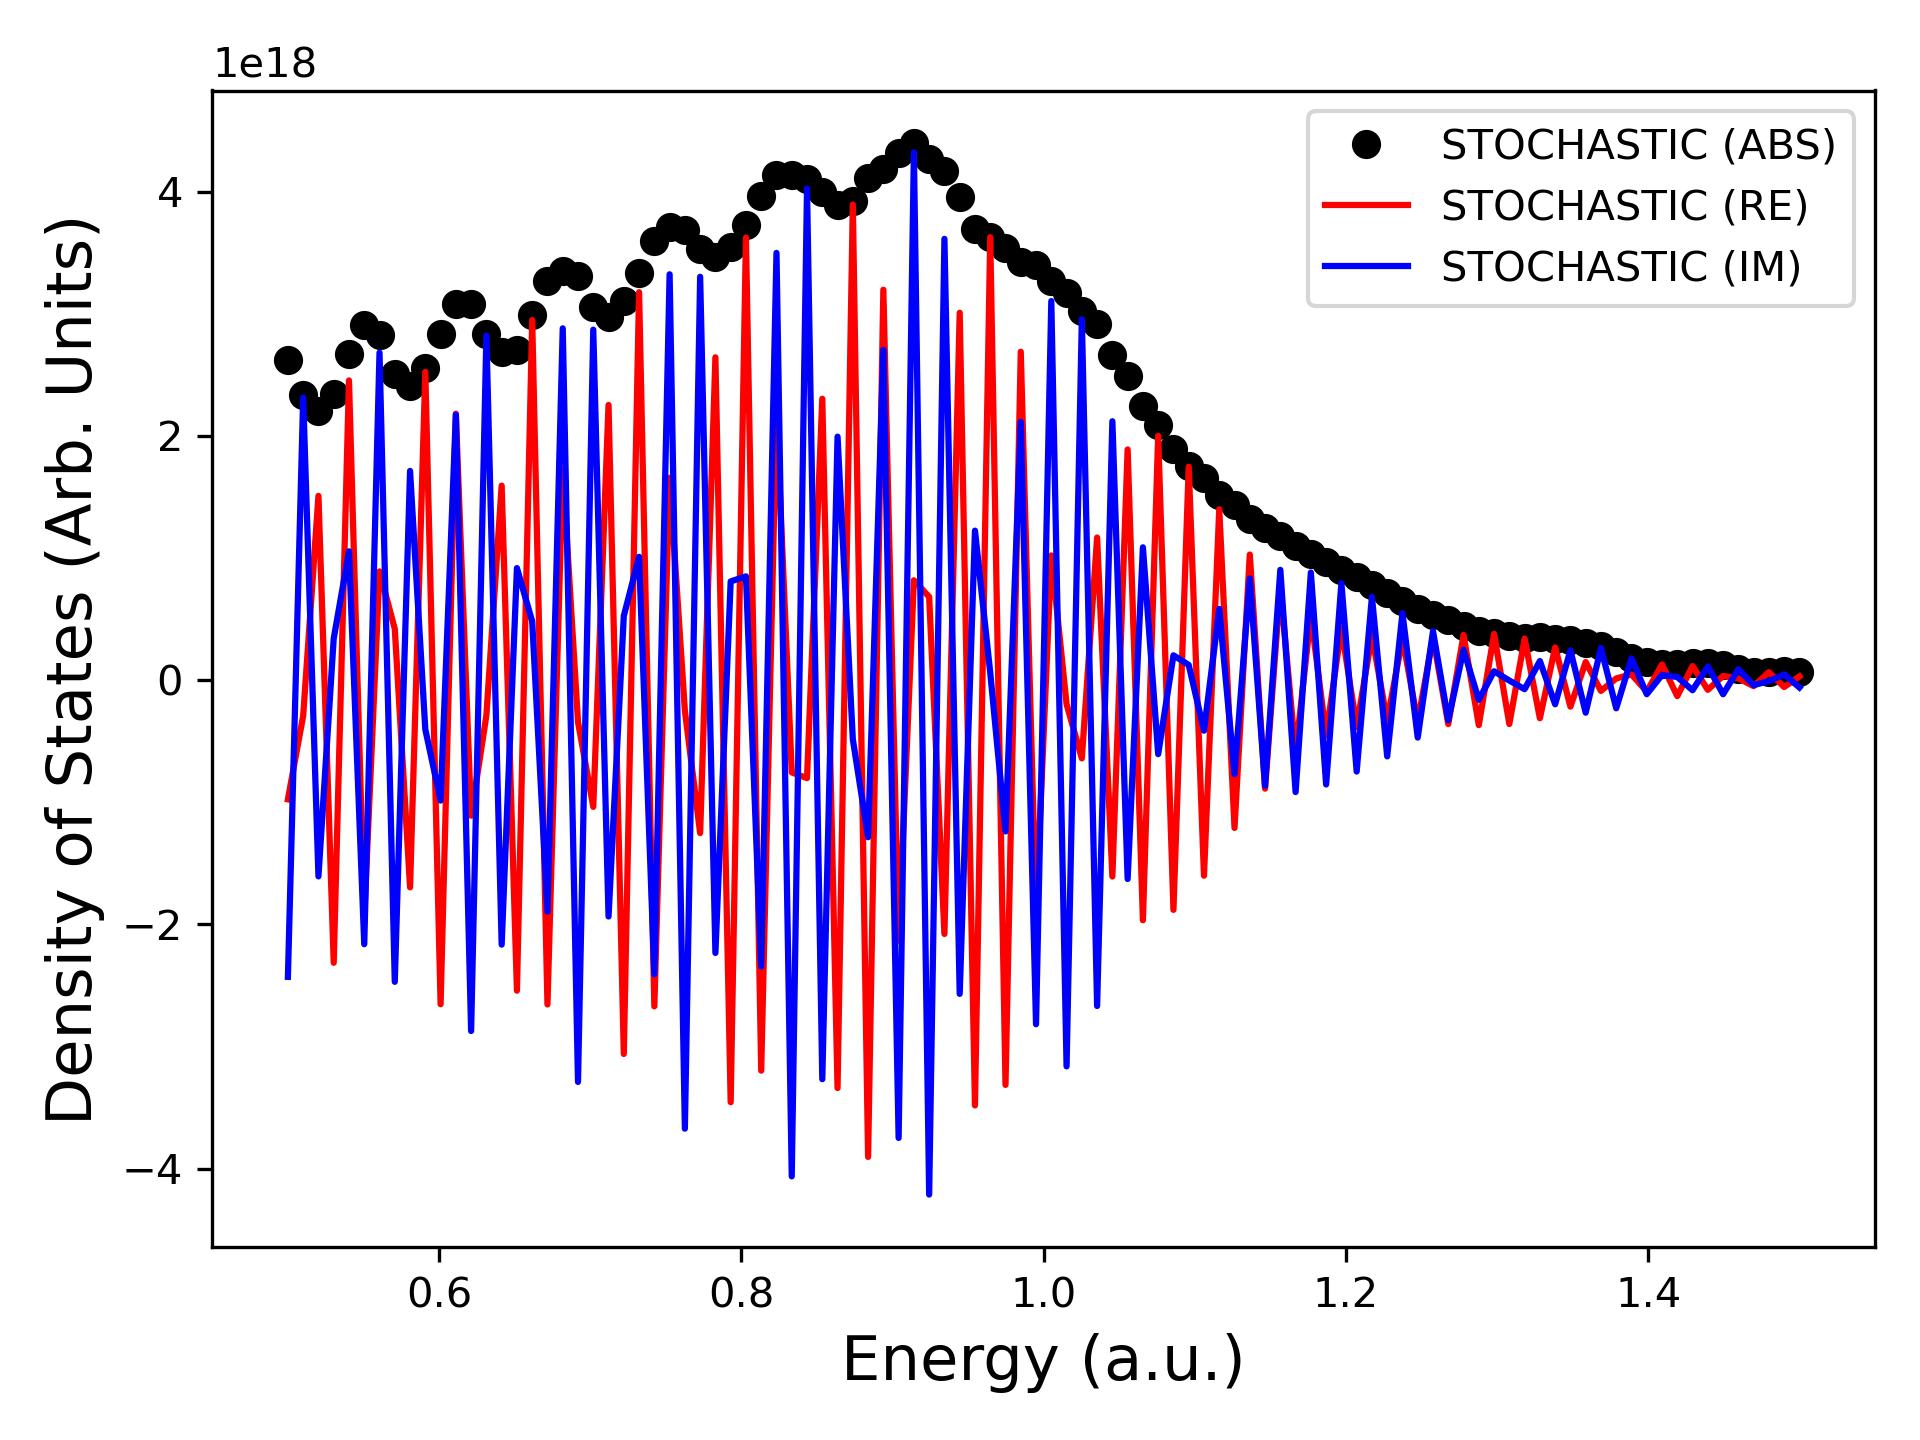 1e18
STOCHASTIC (ABS)
STOCHASTIC (RE)
STOCHASTIC (IM)
Density of States (Arb. Units)
4
2
0
−2
−4
0.6 0.8 1.0 1.2 1.4
Energy (a.u.)